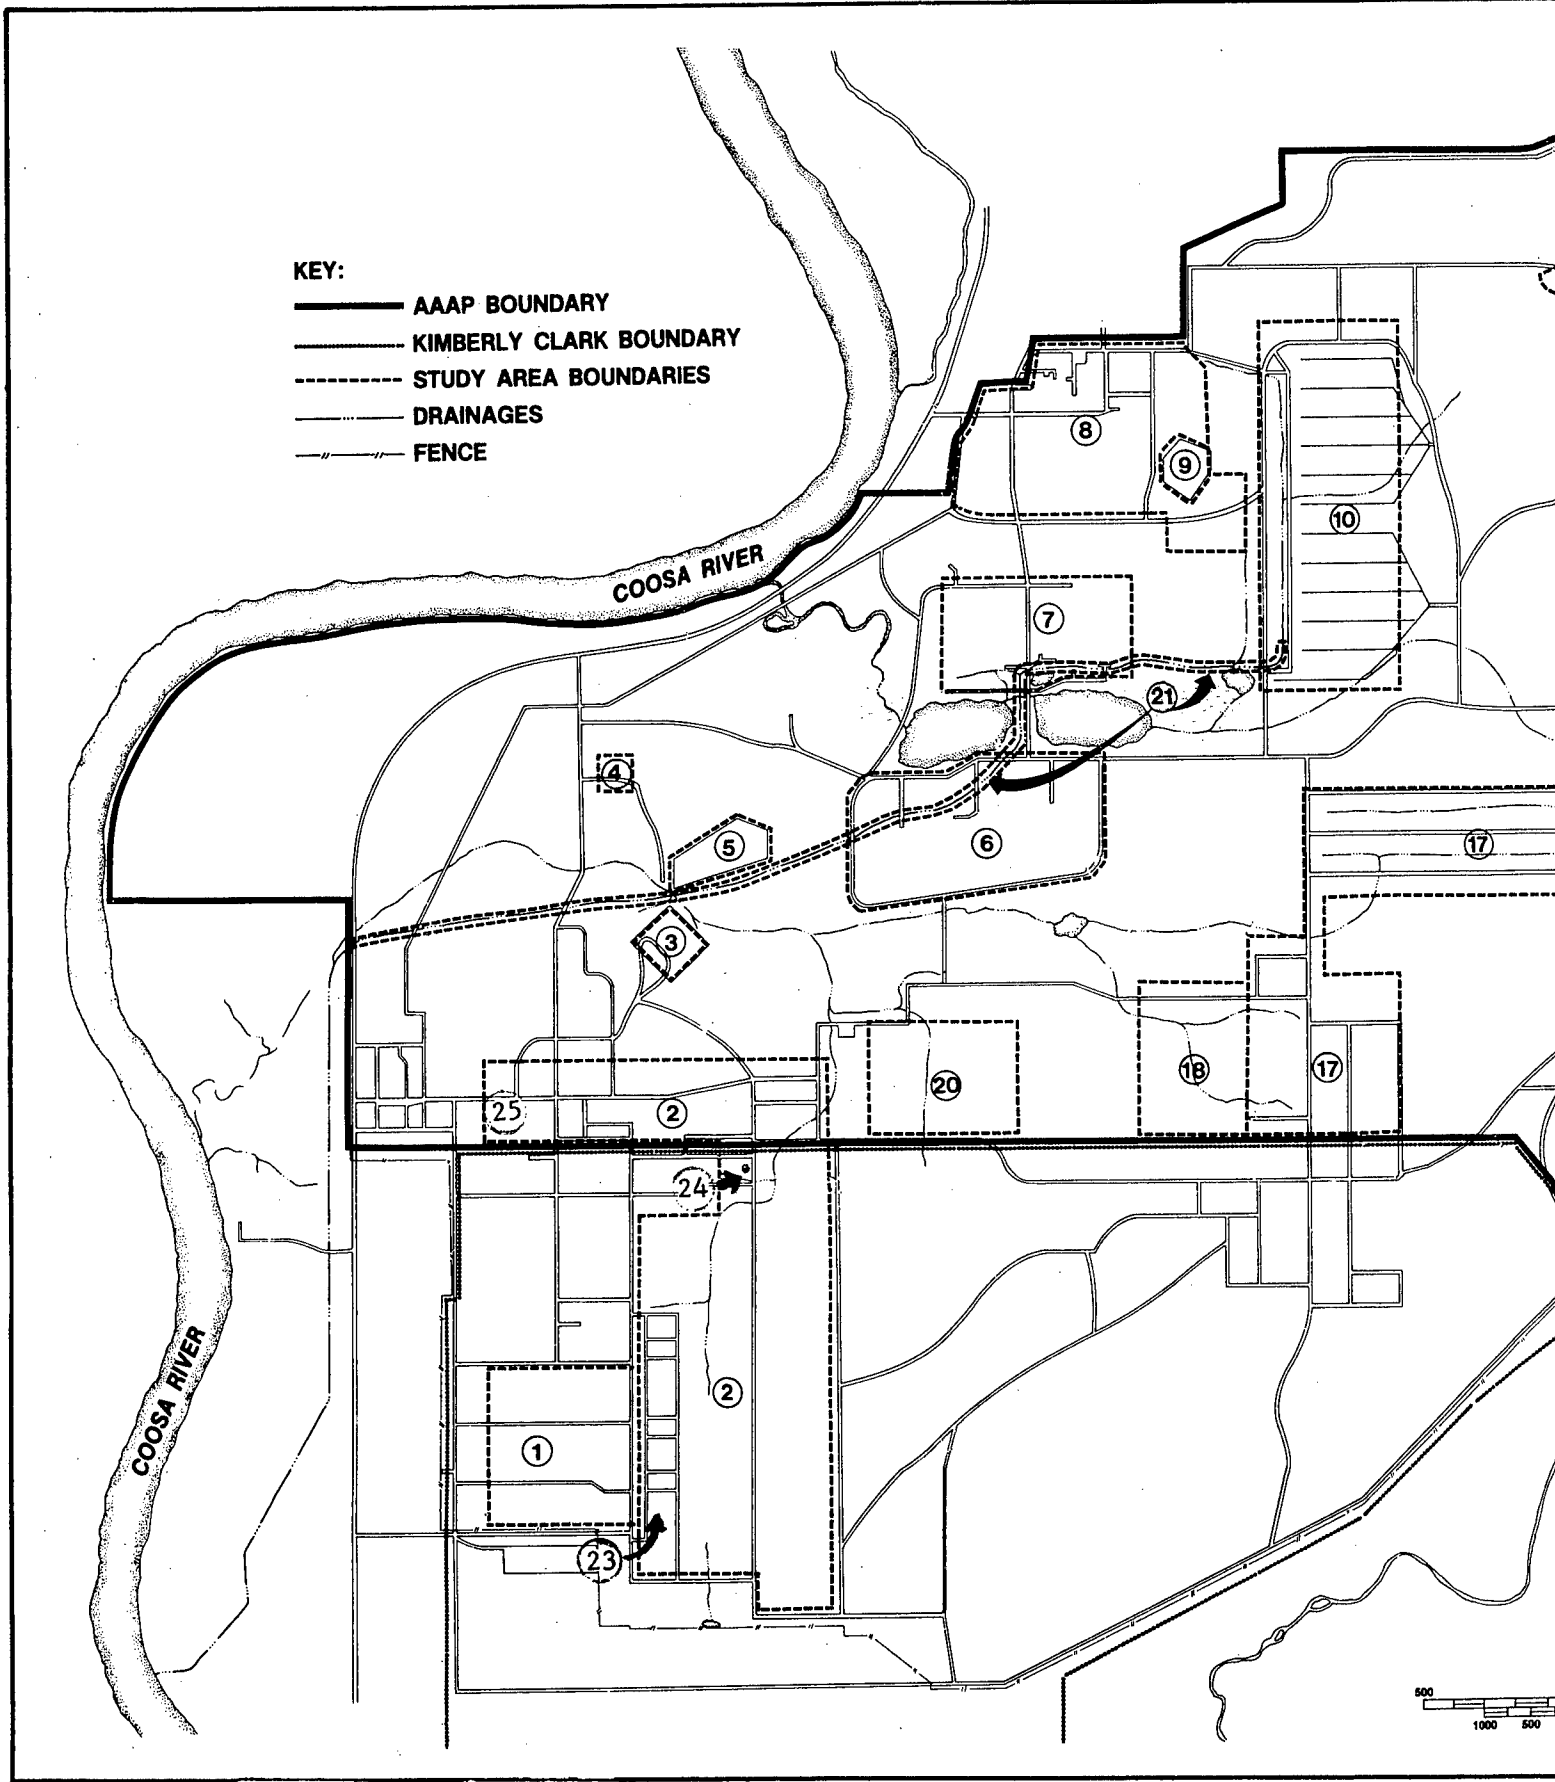 KEY:
AAAP BOUNDARY
KIMBERLY CLARK BOUNDARY
STUDY AREA BOUNDARIES
DRAINAGES
FENCE
8
9
10
COOSA RIVER
7
21
4
5
6
17
3
25
2
20
18
17
24
COOSA RIVER
2
1
23
500
1000 500